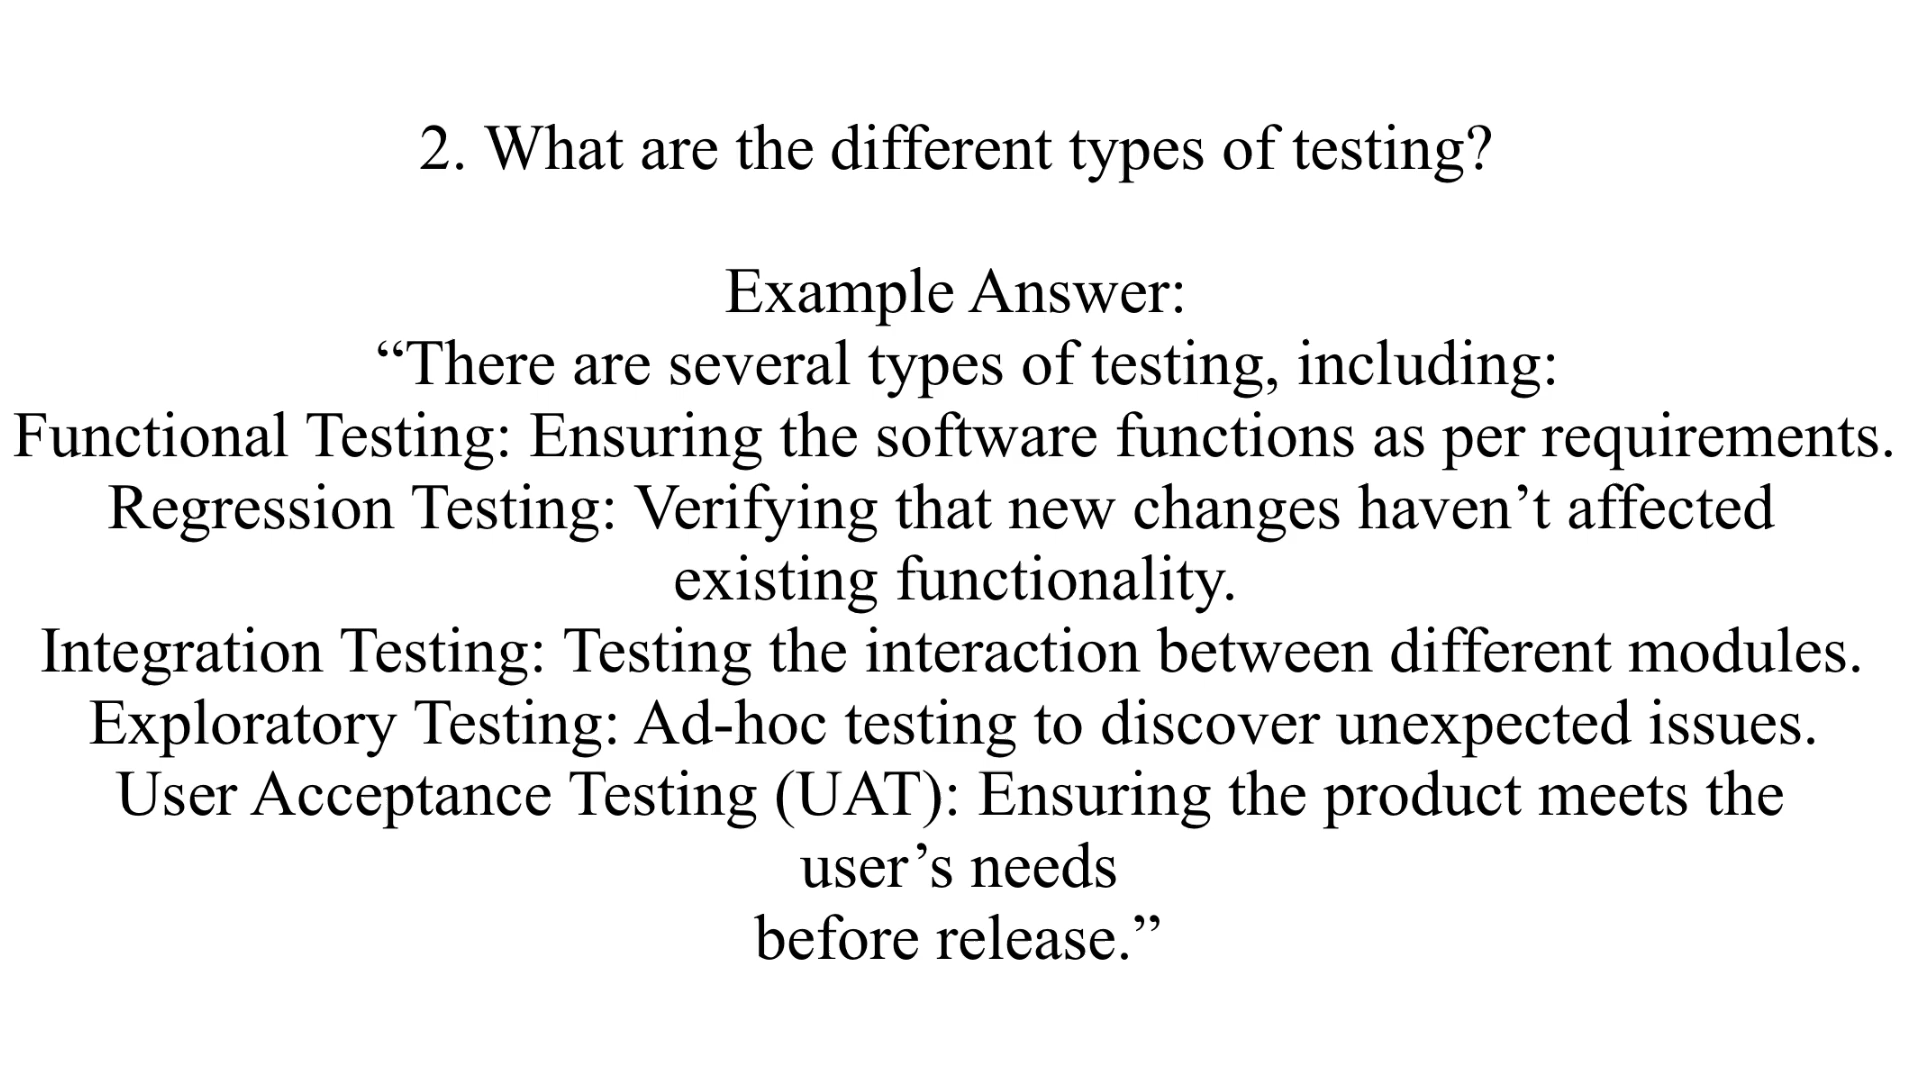 2. What are the different types of testing?
Example Answer:
“There are several types of testing, including:
Functional Testing: Ensuring the software functions as per requirements.
Regression Testing: Verifying that new changes haven’t affected
existing functionality.
Integration Testing: Testing the interaction between different modules.
Exploratory Testing: Ad-hoc testing to discover unexpected issues.
User Acceptance Testing (UAT): Ensuring the product meets the
user’s needs
before release.”